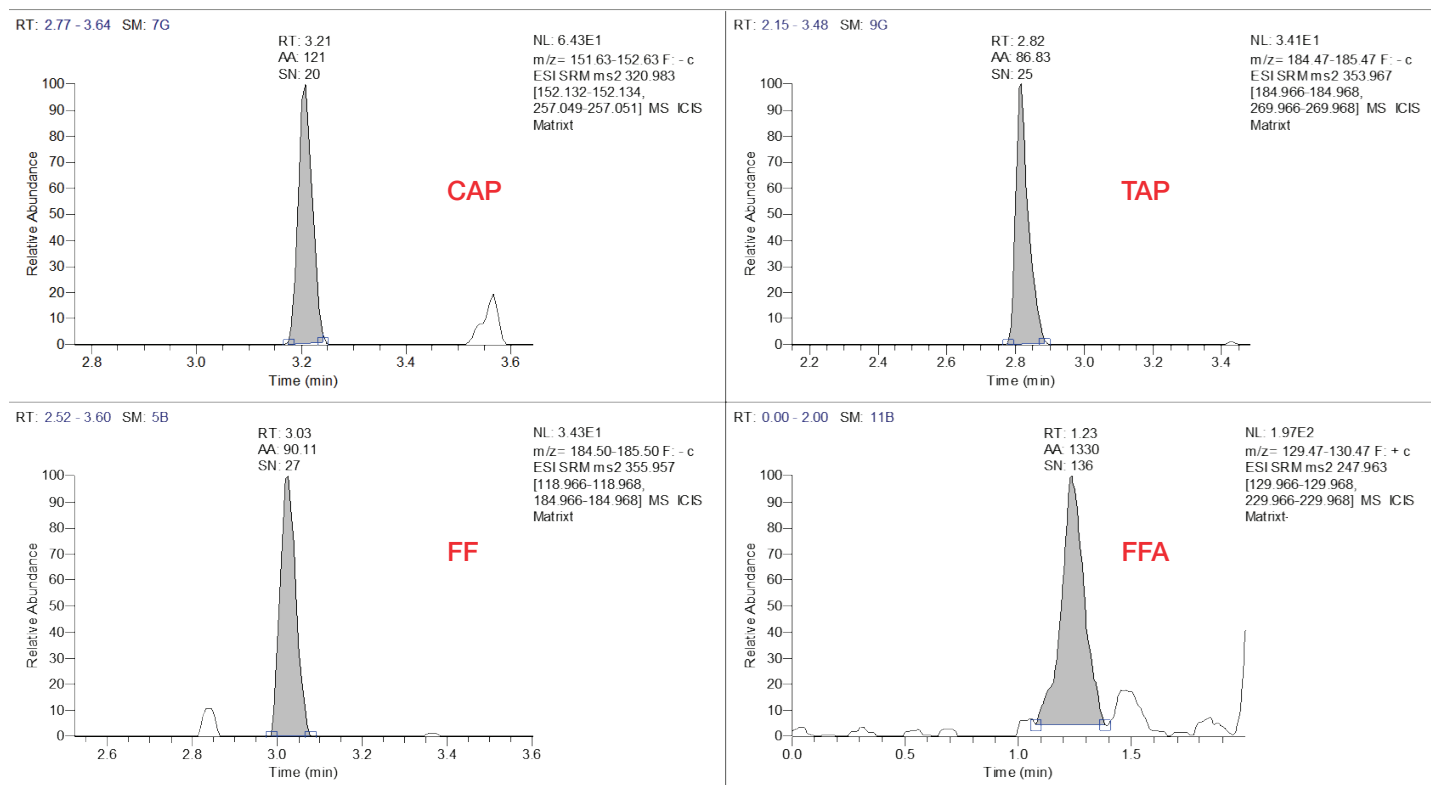 RT: 2.77 - 3.64 SM: 7G
RT: 3.21
AA: 121
SN: 20
NL: 6.43E1
m/z= 151.63-152.63 F: - c
ESI SRM ms2 320.983
[152.132-152.134,
257.049-257.051] MS ICIS
Matrixt
100
90
80
70
60
50
40
30
20
10
0
Relative Abundance
CAP
2.8 3.0 3.2 3.4 3.6
Time (min)
RT: 2.15 - 3.48 SM: 9G
RT: 2.82
AA: 86.83
SN: 25
NL: 3.41E1
m/z= 184.47-185.47 F: - c
ESI SRM ms2 353.967
[184.966-184.968,
269.966-269.968] MS ICIS
Matrixt
100
90
80
70
60
50
40
30
20
10
0
Relative Abundance
TAP
2.2 2.4 2.6 2.8 3.0 3.2 3.4
Time (min)
RT: 2.52 - 3.60 SM: 5B
RT: 3.03
AA: 90.11
SN: 27
NL: 3.43E1
m/z= 184.50-185.50 F: - c
ESI SRM ms2 355.957
[118.966-118.968,
184.966-184.968] MS ICIS
Matrixt
100
90
80
70
60
50
40
30
20
10
0
Relative Abundance
FF
2.6 2.8 3.0 3.2 3.4 3.6
Time (min)
RT: 0.00 - 2.00 SM: 11B
RT: 1.23
AA: 1330
SN: 136
NL: 1.97E2
m/z= 129.47-130.47 F: + c
ESI SRM ms2 247.963
[129.966-129.968,
229.966-229.968] MS ICIS
Matrixt-
100
90
80
70
60
50
40
30
20
10
0
Relative Abundance
FFA
0.0 0.5 1.0 1.5
Time (min)